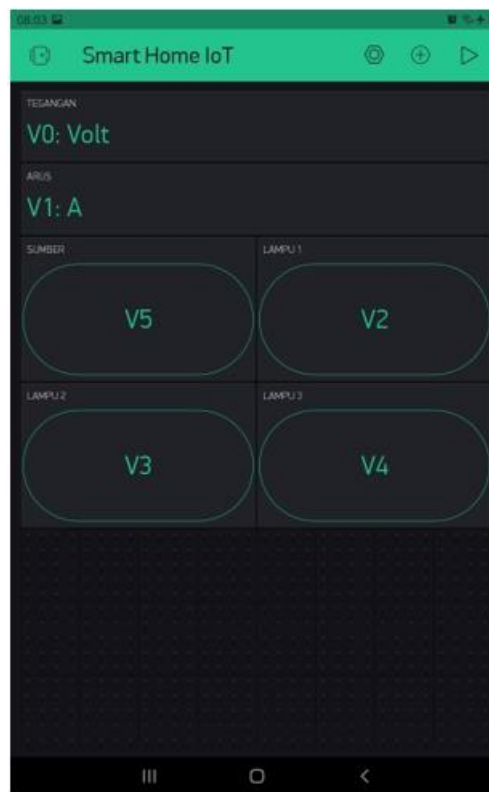 08:03
Smart Home IoT
TEGANGAN
V0: Volt
ARUS
V1: A
SUMBER
LAMPU 1
V5
V2
LAMPU 2
LAMPU 3
V3
V4